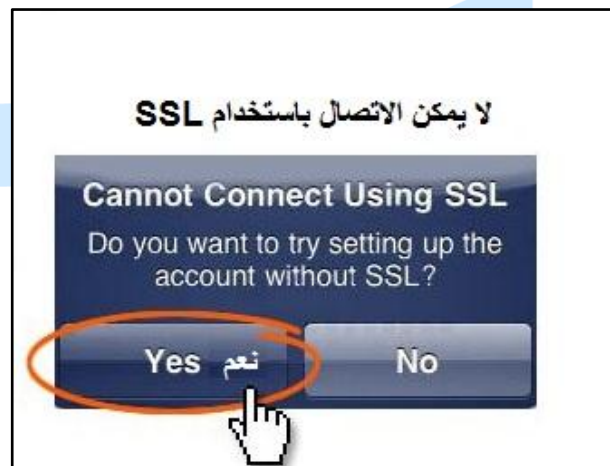 لا يمكن الاتصال باستخدام SSL
Cannot Connect Using SSL
Do you want to try setting up the
account without SSL?
Yes نعم
No